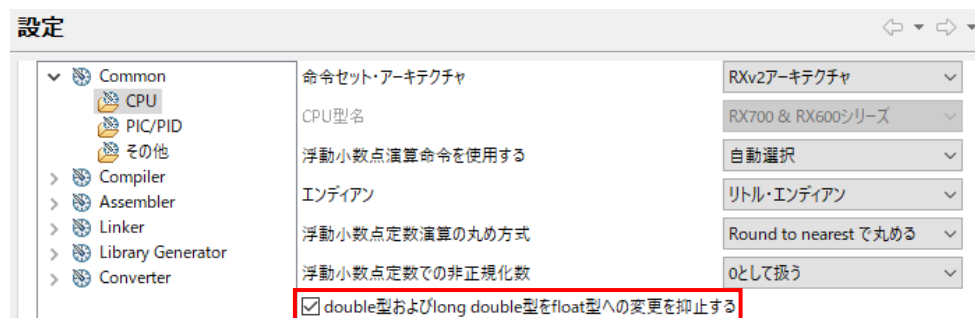 設定
Common
CPU
PIC/PID
その他
Compiler
Assembler
Linker
Library Generator
Converter
命令セット・アーキテクチャ RXv2アーキテクチャ
CPU型名 RX700 & RX600シリーズ
浮動小数点演算命令を使用する 自動選択
エンディアン リトル・エンディアン
浮動小数点定数演算の丸め方式 Round to nearest で丸める
浮動小数点定数での非正規化数 0として扱う
double型およびlong double型をfloat型への変更を抑止する